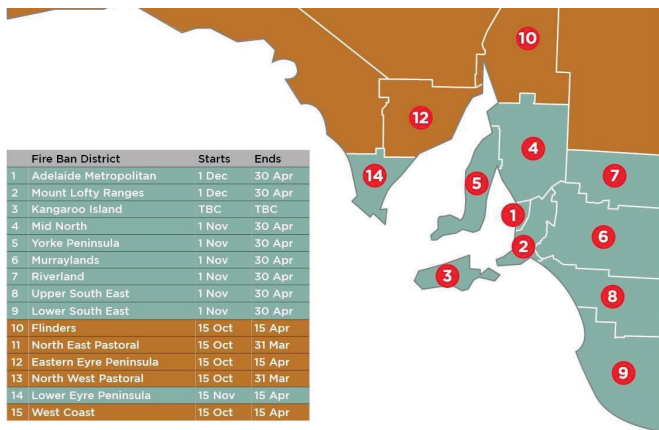 10
12
4
14
5
7
1
6
2
3
8
9
Fire Ban District Starts Ends
1 Adelaide Metropolitan 1 Dec 30 Apr
2 Mount Lofty Ranges 1 Dec 30 Apr
3 Kangaroo Island TBC TBC
4 Mid North 1 Nov 30 Apr
5 Yorke Peninsula 1 Nov 30 Apr
6 Murraylands 1 Nov 30 Apr
7 Riverland 1 Nov 30 Apr
8 Upper South East 1 Nov 30 Apr
9 Lower South East 1 Nov 30 Apr
10 Flinders 15 Oct 15 Apr
11 North East Pastoral 15 Oct 31 Mar
12 Eastern Eyre Peninsula 15 Oct 15 Apr
13 North West Pastoral 15 Oct 31 Mar
14 Lower Eyre Peninsula 15 Nov 15 Apr
15 West Coast 15 Oct 15 Apr